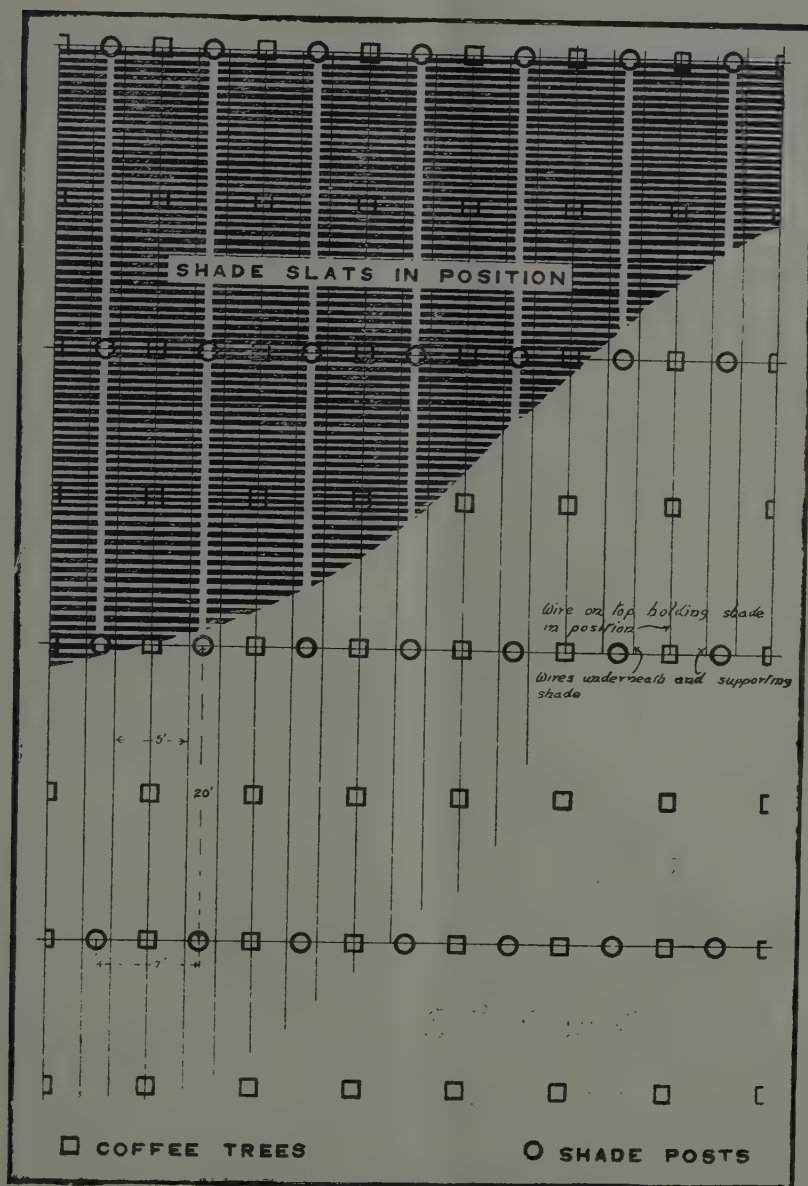 SHADE SLATS IN POSITION
Wire on top holding shade
in position
Wires underneath and supporting
shade
5'
20'
7'
COFFEE TREES
SHADE POSTS